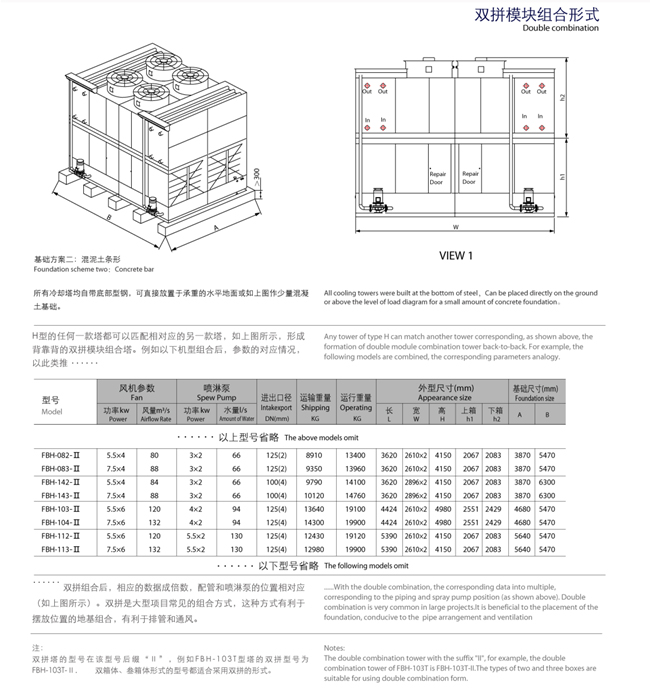 双拼模块组合形式
Double combination
Out Out Out Out
In In In In
h2
h1
Repair Door
Repair Door
>300
B
A
W
VIEW 1
基础方案二：混泥土条形
Foundation scheme two：Concrete bar
所有冷却塔均自带底部型钢，可直接放置于承重的水平地面或如上图作少量混凝
土基础。
All cooling towers were built at the bottom of steel，Can be placed directly on the ground
or above the level of load diagram for a small amount of concrete foundation.
H型的任何一款塔都可以匹配相对应的另一款塔，如上图所示，形成
背靠背的双拼模块组合塔。例如以下机型组合后，参数的对应情况，
以此类推 ······
Any tower of type H can match another tower corresponding, as shown above, the
formation of double module combination tower back-to-back. For example, the
following models are combined, the corresponding parameters analogy.
型号 Model 风机参数 Fan 喷淋泵 Spew Pump 进出口径 Intakexport DN(mm) 运输重量 Shipping KG 运行重量 Operating KG 外型尺寸(mm) Appearance size 基础尺寸(mm) Foundation size
功率kw Power 风量m³/s Airflow Rate 功率kw Power 水量l/s Amount of Water 长 L 宽 W 高 H 上箱 h1 下箱 h2 A B
······ 以上型号省略 The above models omit
FBH-082-Ⅱ 5.5×4 80 3×2 66 125(2) 8910 13400 3620 2610×2 4150 2067 2083 3870 5470
FBH-083-Ⅱ 7.5×4 88 3×2 66 125(2) 9350 13960 3620 2610×2 4150 2067 2083 3870 5470
FBH-142-Ⅱ 5.5×4 84 3×2 66 100(4) 9790 14100 3620 2896×2 4150 2067 2083 3870 6300
FBH-143-Ⅱ 7.5×4 88 3×2 66 100(4) 10120 14760 3620 2896×2 4150 2067 2083 3870 6300
FBH-103-Ⅱ 5.5×6 120 4×2 94 125(4) 13640 19100 4424 2610×2 4980 2551 2429 4680 5470
FBH-104-Ⅱ 7.5×6 132 4×2 94 125(4) 14300 19900 4424 2610×2 4980 2551 2429 4680 5470
FBH-112-Ⅱ 5.5×6 120 5.5×2 130 125(4) 12430 19120 5390 2610×2 4150 2067 2083 5640 5470
FBH-113-Ⅱ 7.5×6 132 5.5×2 130 125(4) 12980 19900 5390 2610×2 4150 2067 2083 5640 5470
······ 以下型号省略 The following models omit
······ 双拼组合后，相应的数据成倍数，配管和喷淋泵的位置相对应
（如上图所示）。双拼是大型项目常见的组合方式，这种方式有利于
摆放位置的地基组合，有利于排管和通风。
......With the double combination, the corresponding data into multiple,
corresponding to the piping and spray pump position (as shown above). Double
combination is very common in large projects.It is beneficial to the placement of the
foundation, conducive to the pipe arrangement and ventilation
注：
双拼塔的型号在该型号后缀“Ⅱ”，例如FBH-103T型塔的双拼型号为
FBH-103T-Ⅱ. 双箱体、叁箱体形式的型号都适合采用双拼的形式。
Notes:
The double combination tower with the suffix "II", for example, the double
combination tower of FBH-103T is FBH-103T-II.The types of two and three boxes are
suitable for using double combination form.